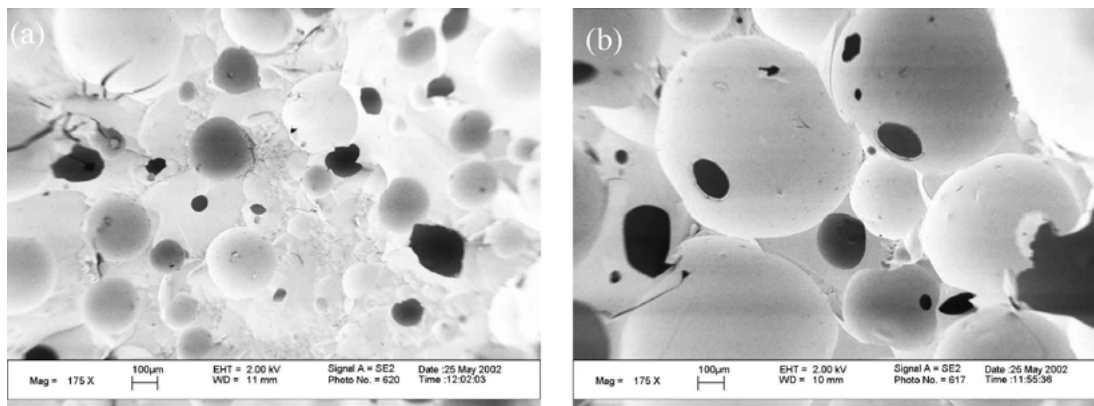 (a)
Mag = 175 X
100µm
EHT = 2.00 kV
WD = 11 mm
Signal A = SE2
Photo No. = 620
Date :25 May 2002
Time :12:02:03
(b)
Mag = 175 X
100µm
EHT = 2.00 kV
WD = 10 mm
Signal A = SE2
Photo No. = 617
Date :25 May 2002
Time :11:55:36